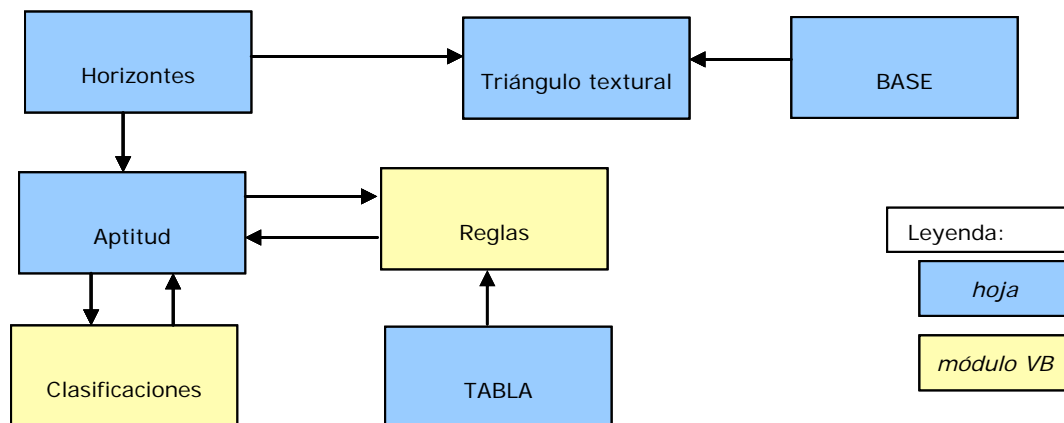 Horizontes
Triángulo textural
BASE
Aptitud
Reglas
Leyenda:
hoja
Clasificaciones
TABLA
módulo VB